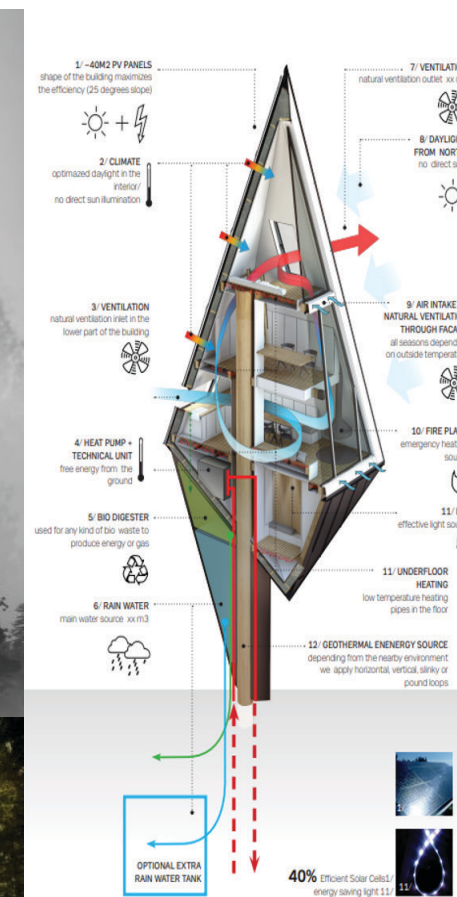 1/ ~40M2 PV PANELS
shape of the building maximizes
the efficiency (25 degrees slope)
2/ CLIMATE
optimazed daylight in the
interior/
no direct sun illumination
3/ VENTILATION
natural ventilation inlet in the
lower part of the building
4/ HEAT PUMP +
TECHNICAL UNIT
free energy from the
ground
5/ BIO DIGESTER
used for any kind of bio waste to
produce energy or gas
6/ RAIN WATER
main water source xx m3
OPTIONAL EXTRA
RAIN WATER TANK
7/ VENTILATI
natural ventilation outlet xx
8/ DAYLIG
FROM NORT
no direct s
9/ AIR INTAKE
NATURAL VENTILATI
THROUGH FACA
all seasons depend
on outside temperat
10/ FIRE PLA
emergency heat
sou
11/
effective light sou
11/ UNDERFLOOR
HEATING
low temperature heating
pipes in the floor
12/ GEOTHERMAL ENENERGY SOURCE
depending from the nearby environment
we apply horizontal, vertical, slinky or
pound loops
1/
11/
40% Efficient Solar Cells1/
energy saving light 11/